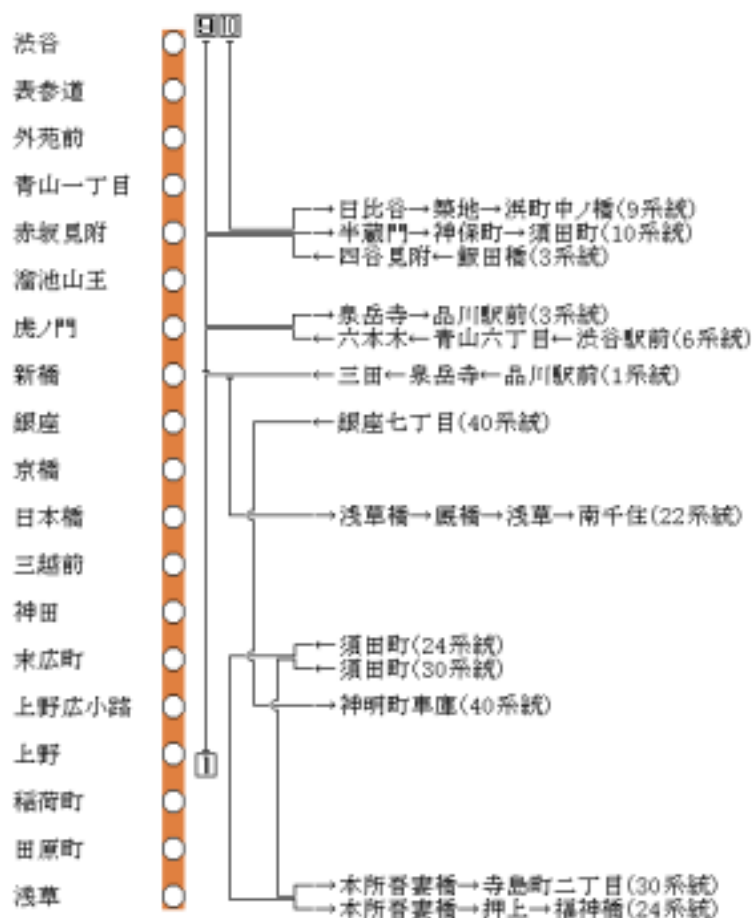 9 10
渋谷
表参道
外苑前
青山一丁目
→日比谷→築地→浜町中ノ橋(9系統)
赤坂見附
→半蔵門→神保町→須田町(10系統)
←四谷見附←飯田橋(3系統)
溜池山王
→泉岳寺→品川駅前(3系統)
虎ノ門
←六本木←青山六丁目←渋谷駅前(6系統)
新橋
←三田←泉岳寺←品川駅前(1系統)
銀座
←銀座七丁目(40系統)
京橋
日本橋
→浅草橋→厩橋→浅草→南千住(22系統)
三越前
神田
←須田町(24系統)
末広町
←須田町(30系統)
上野広小路
→神明町車庫(40系統)
上野
1
稲荷町
田原町
→本所吾妻橋→寺島町二丁目(30系統)
浅草
→本所吾妻橋→押上→福神橋(24系統)